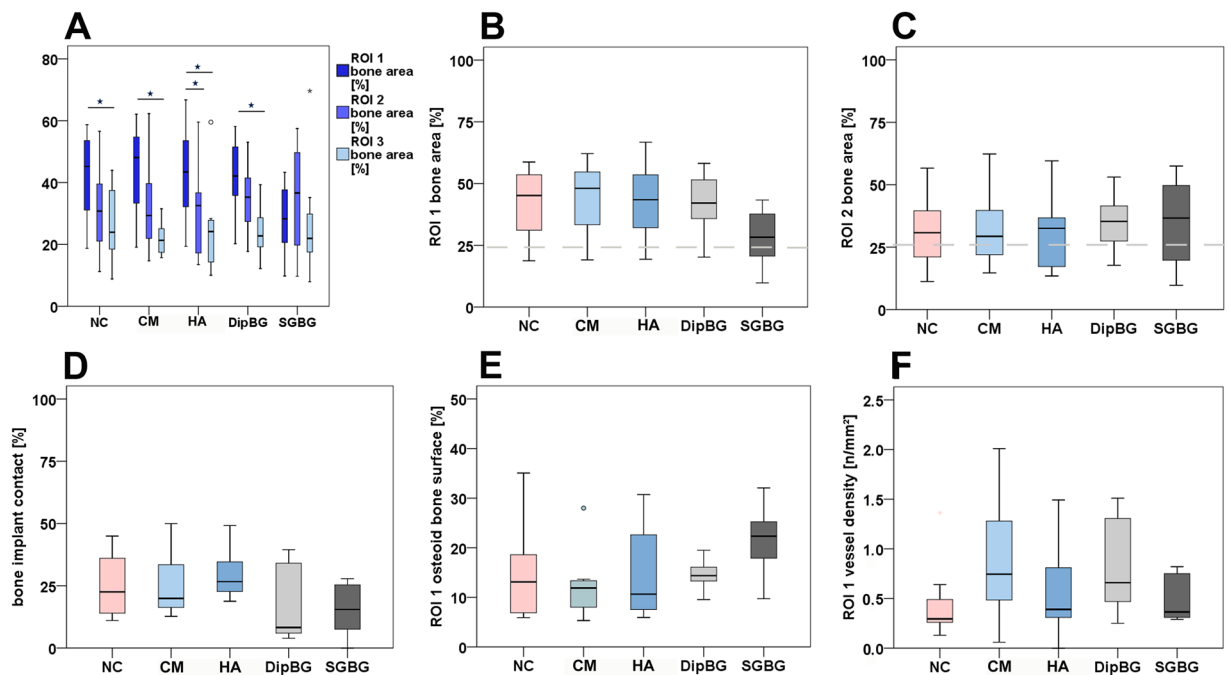 A
80
60
40
20
0
NC CM HA DipBG SGBG
ROI 1
bone area
[%]
ROI 2
bone area
[%]
ROI 3
bone area
[%]
B
ROI 1 bone area [%]
100
75
50
25
0
NC CM HA DipBG SGBG
C
ROI 2 bone area [%]
100
75
50
25
0
NC CM HA DipBG SGBG
D
bone implant contact [%]
100
75
50
25
0
NC CM HA DipBG SGBG
E
ROI 1 osteoid bone surface [%]
50
40
30
20
10
0
NC CM HA DipBG SGBG
F
ROI 1 vessel density [n/mm²]
2.5
2.0
1.5
1.0
0.5
0.0
NC CM HA DipBG SGBG